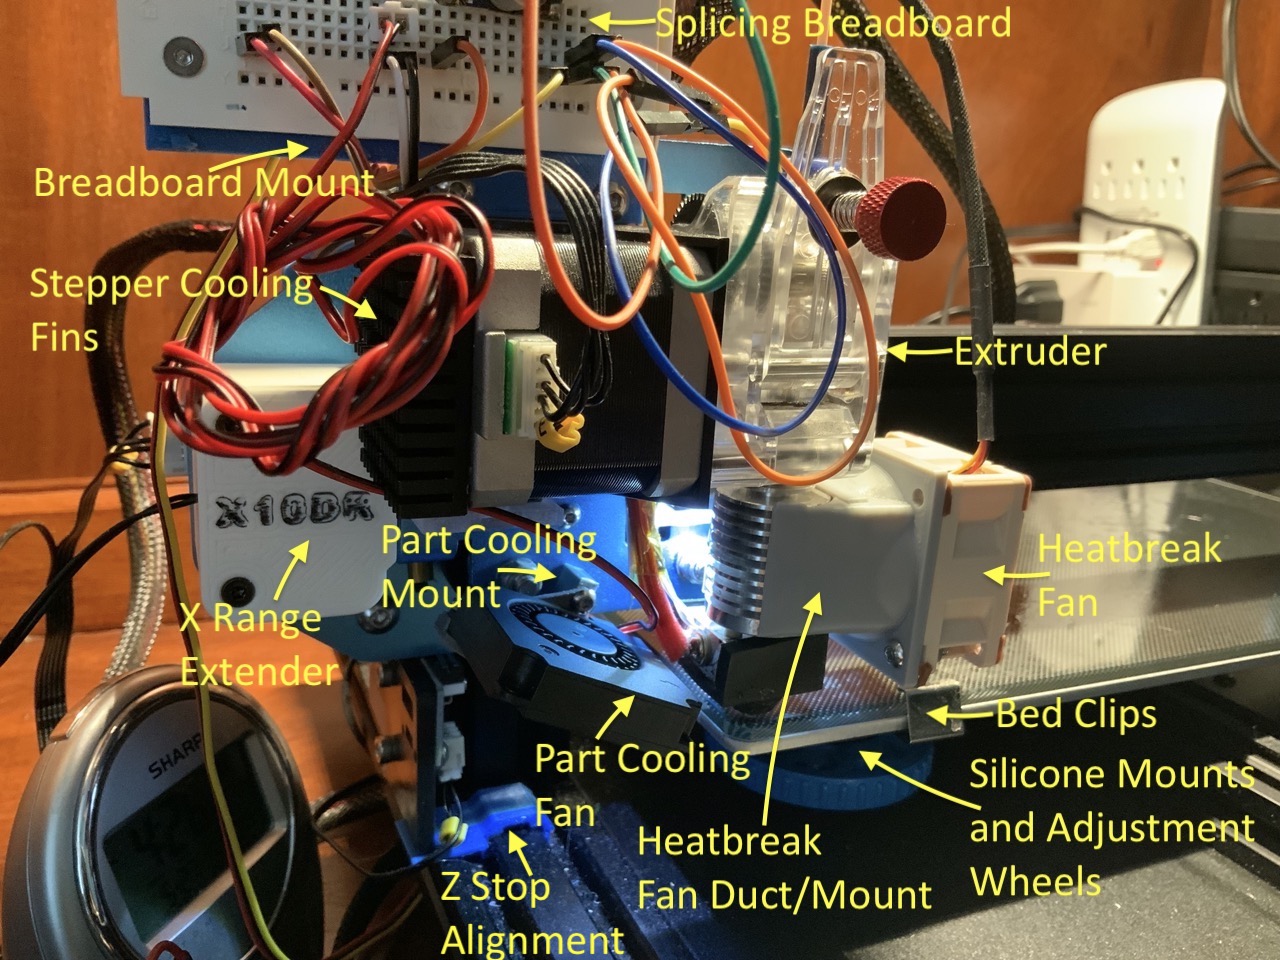 Splicing Breadboard
Breadboard Mount
Stepper Cooling
Fins
Extruder
X10DR
Part Cooling
Mount
Heatbreak
Fan
X Range
Extender
Bed Clips
SHARP
Part Cooling
Fan
Silicone Mounts
and Adjustment
Wheels
Heatbreak
Fan Duct/Mount
Z Stop
Alignment